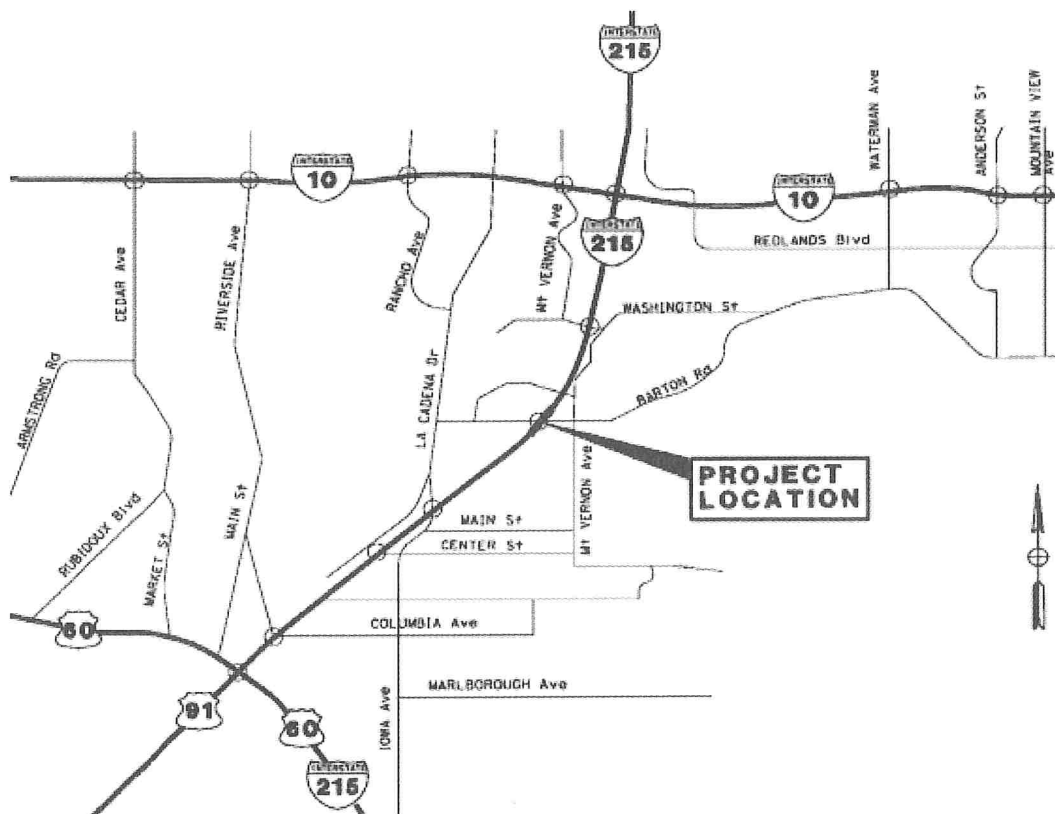 INTERSTATE
215
WATERMAN Ave
ANDERSON St
MOUNTAIN VIEW
Ave
INTERSTATE
10
INTERSTATE
10
INTERSTATE
215
REDLANDS Blvd
CEDAR Ave
RIVERSIDE Ave
RANCHO Ave
Mt VERNON Ave
WASHINGTON St
ARMSTRONG Rd
LA CADENA Dr
BARTON Rd
PROJECT
LOCATION
RUBIDOUX Blvd
MARKET St
MAIN St
MAIN St
CENTER St
Mt VERNON Ave
60
COLUMBIA Ave
MARLBOROUGH Ave
IOWA Ave
91
60
INTERSTATE
215